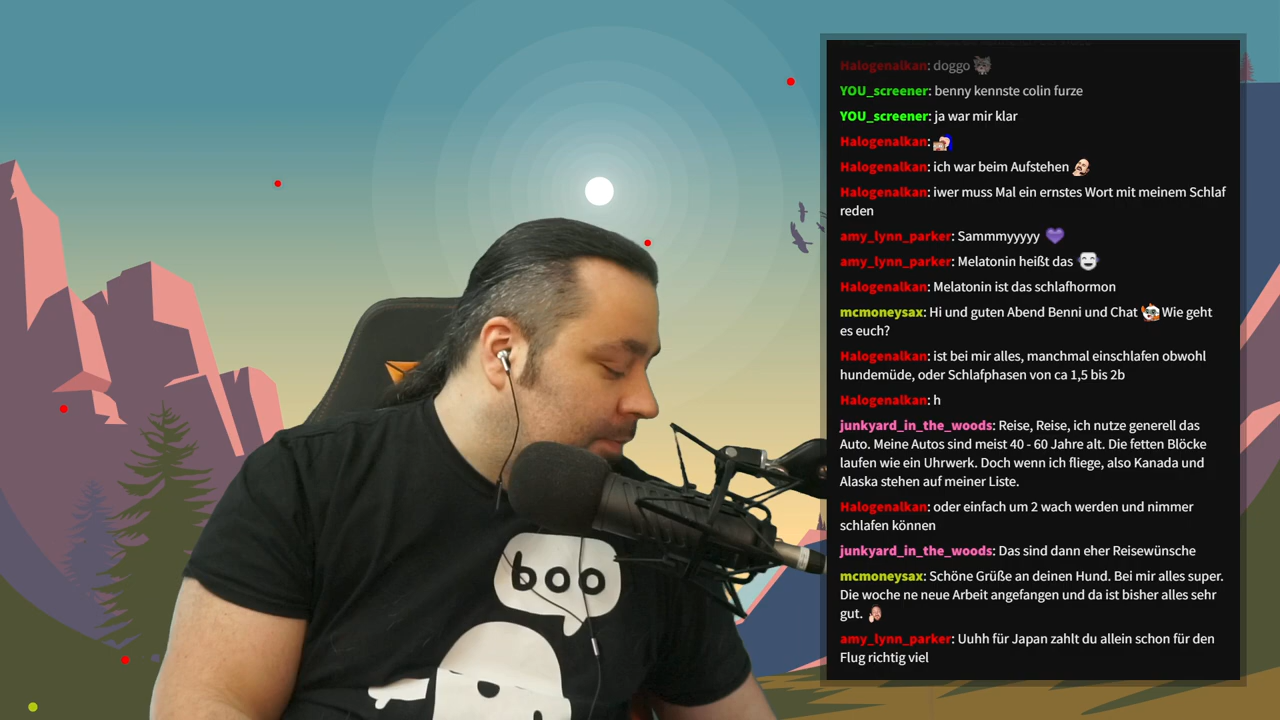 Halogenalkan: doggo
YOU_screener: benny kennste colin furze
YOU_screener: ja war mir klar
Halogenalkan:
Halogenalkan: ich war beim Aufstehen
Halogenalkan: iwer muss Mal ein ernstes Wort mit meinem Schlaf
reden
amy_lynn_parker: Sammmyyyyy 💜
amy_lynn_parker: Melatonin heißt das
Halogenalkan: Melatonin ist das schlafhormon
mcmoneysax: Hi und guten Abend Benni und Chat Wie geht
es euch?
Halogenalkan: ist bei mir alles, manchmal einschlafen obwohl
hundemüde, oder Schlafphasen von ca 1,5 bis 2b
Halogenalkan: h
junkyard_in_the_woods: Reise, Reise, ich nutze generell das
Auto. Meine Autos sind meist 40 - 60 Jahre alt. Die fetten Blöcke
laufen wie ein Uhrwerk. Doch wenn ich fliege, also Kanada und
Alaska stehen auf meiner Liste.
Halogenalkan: oder einfach um 2 wach werden und nimmer
schlafen können
junkyard_in_the_woods: Das sind dann eher Reisewünsche
mcmoneysax: Schöne Grüße an deinen Hund. Bei mir alles super.
Die woche ne neue Arbeit angefangen und da ist bisher alles sehr
gut.
amy_lynn_parker: Uuhh für Japan zahlt du allein schon für den
Flug richtig viel
boo